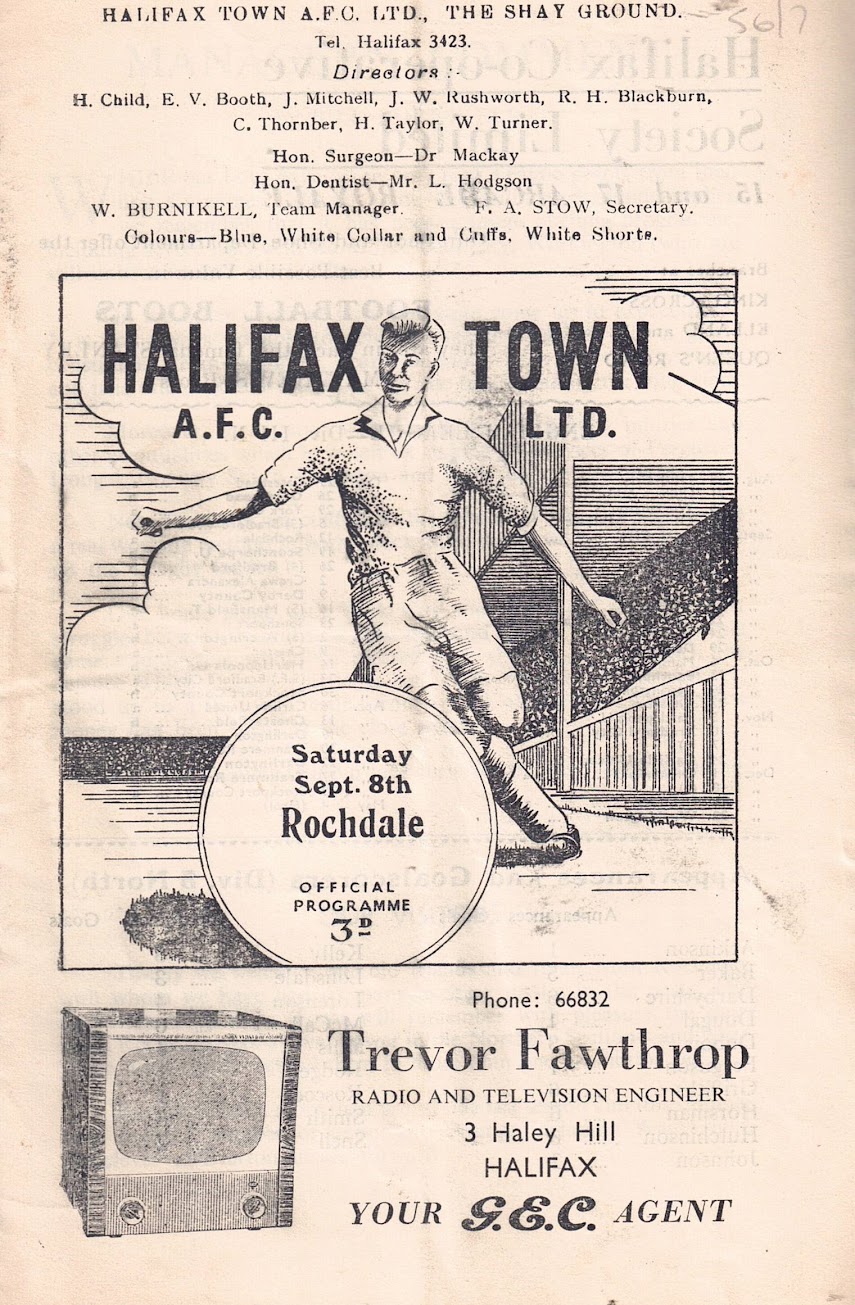 HALIFAX TOWN A.F.C. LTD., THE SHAY GROUND.
56/7
Tel. Halifax 3423.
Directors :-
H. Child, E. V. Booth, J. Mitchell, J. W. Rushworth, R. H. Blackburn,
C. Thornber, H. Taylor, W. Turner.
Hon. Surgeon—Dr Mackay
Hon. Dentist—Mr. L. Hodgson
W. BURNIKELL, Team Manager. F. A. STOW, Secretary.
Colours—Blue, White Collar and Cuffs, White Shorts.
HALIFAX TOWN
A.F.C. LTD.
Saturday
Sept. 8th
Rochdale
OFFICIAL
PROGRAMME
3D
Phone: 66832
Trevor Fawthrop
RADIO AND TELEVISION ENGINEER
3 Haley Hill
HALIFAX
YOUR G.E.C. AGENT